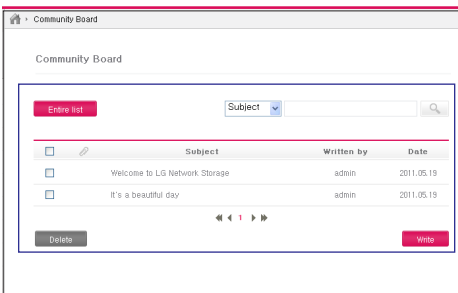 Community Board
Community Board
Entire list Subject
Subject Written by Date
Welcome to LG Network Storage admin 2011.05.19
It's a beautiful day admin 2011.05.19
1
Delete Write